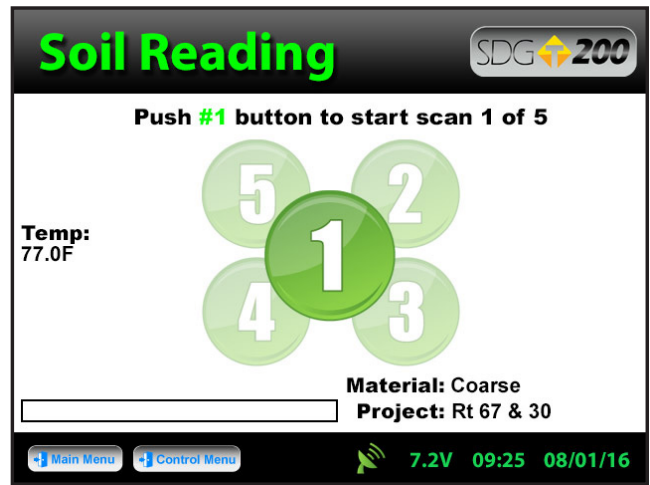 Soil Reading
SDG T 200
Push #1 button to start scan 1 of 5
5 2
1
Temp:
77.0F
4 3
Material: Coarse
Project: Rt 67 & 30
Main Menu Control Menu 7.2V 09:25 08/01/16